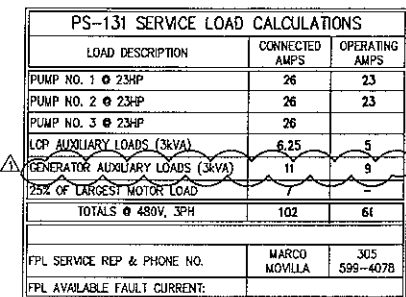 PS-131 SERVICE LOAD CALCULATIONS
LOAD DESCRIPTION CONNECTED AMPS OPERATING AMPS
PUMP NO. 1 @ 23HP 26 23
PUMP NO. 2 @ 23HP 26 23
PUMP NO. 3 @ 23HP 26
LCP AUXILIARY LOADS (3kVA) 6.25 5
1 GENERATOR AUXILIARY LOADS (3kVA) 11 9
25% OF LARGEST MOTOR LOAD 7 -
TOTALS @ 480V, 3PH 102
FPL SERVICE REP & PHONE NO. MARCO MOVILLA 305 599-4078
FPL AVAILABLE FAULT CURRENT: